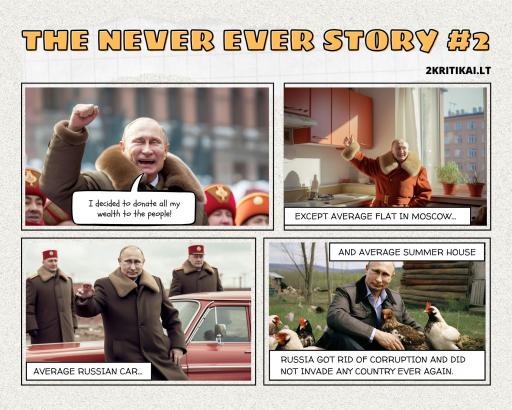 THE NEVER EVER STORY #2
2KRITIKAI.LT
I decided to donate all my
wealth to the people!
EXCEPT AVERAGE FLAT IN MOSCOW...
AVERAGE RUSSIAN CAR...
AND AVERAGE SUMMER HOUSE
RUSSIA GOT RID OF CORRUPTION AND DID
NOT INVADE ANY COUNTRY EVER AGAIN.